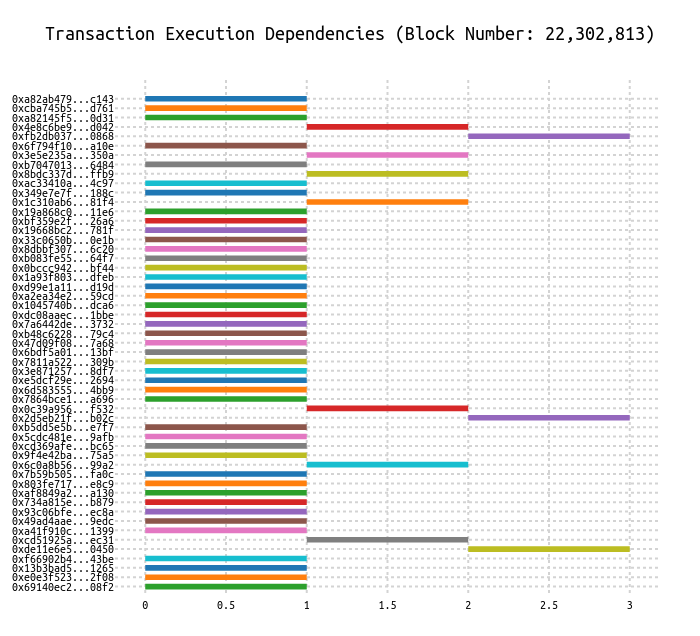 Transaction Execution Dependencies (Block Number: 22,302,813)
0xa82ab479...c143
0xcba745b5...d761
0xa82145f5...0d31
0x4e8c6be9...d042
0xfb2db037...0868
0x6f794f10...a10e
0x3e5e235a...350a
0xb7047013...6484
0x8bdc337d...ffb9
0xac33410a...4c97
0x349e7e7f...188c
0x1c310ab6...81f4
0x19a868c0...11e6
0xbf359e2f...26a6
0x19668bc2...781f
0x33c0650b...0e1b
0x8dbbf307...6c20
0xb083fe55...64f7
0x0bccc942...bf44
0x1a93f803...dfeb
0xd99e1a11...d19d
0xa2ea34e2...59cd
0x1045740b...dca6
0xdc08aaec...1bbe
0x7a6442de...3732
0xb48c6228...79c4
0x47d09f08...7a68
0x6bdf5a01...13bf
0x7811a522...309b
0x3e871257...8df7
0xe5dcf29e...2694
0x6d583555...4bb9
0x7864bce1...a696
0x0c39a956...f532
0x2d5eb21f...b02c
0xb5dd5e5b...e7f7
0x5cdc481e...9afb
0xcd369afe...bc65
0x9f4e42ba...75a5
0x6c0a8b56...99a2
0x7b59b505...fa0c
0x803fe717...e8c9
0xaf8849a2...a130
0x734a815e...b879
0x93c06bfe...ec8a
0x49ad4aae...9edc
0xa41f910c...1399
0xcd51925a...ec31
0xde11e6e5...0450
0xf66902b4...43be
0x13b3bad5...1265
0xe0e3f523...2f08
0x69140ec2...08f2
0 0.5 1 1.5 2 2.5 3